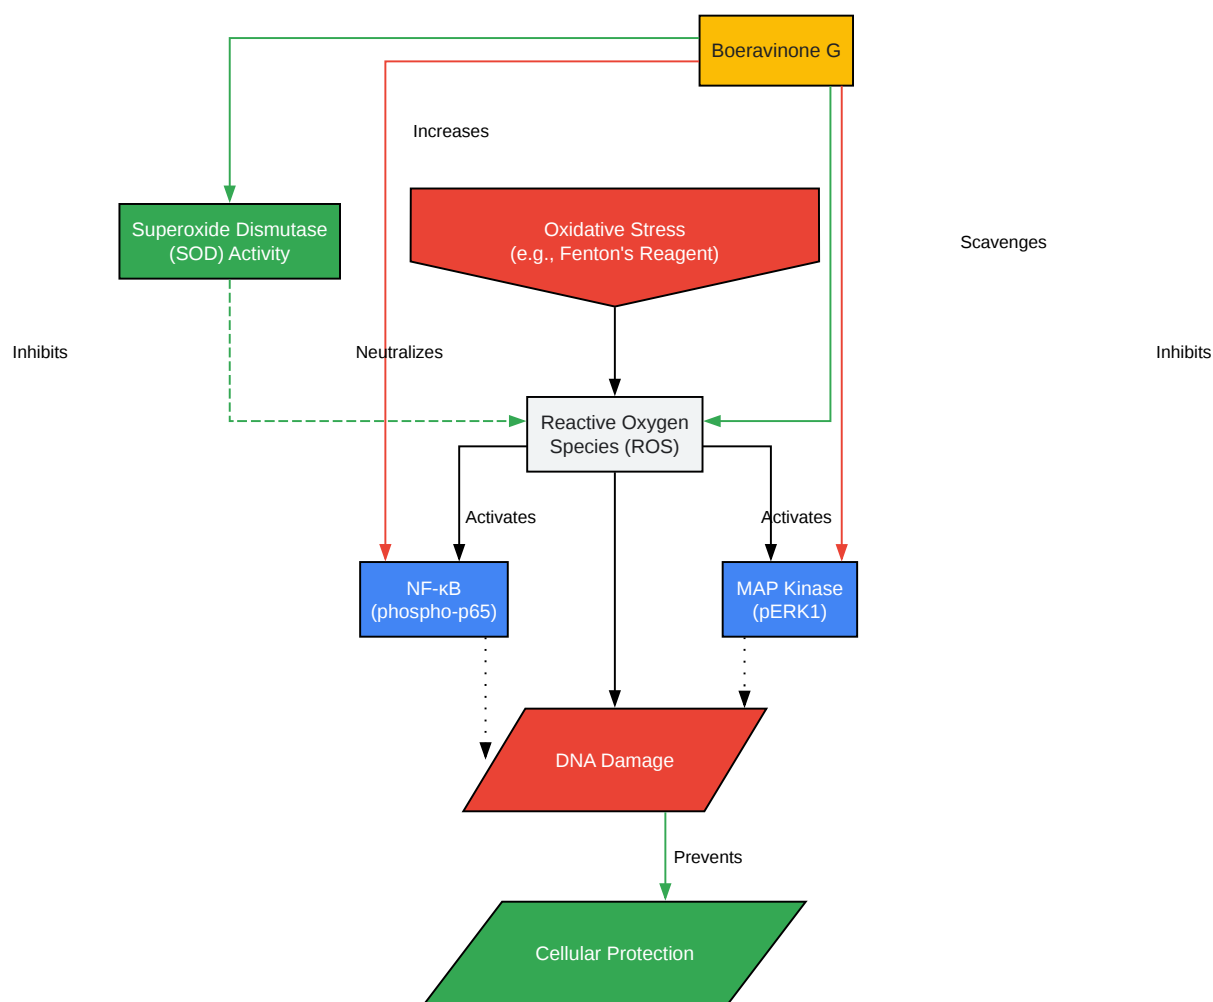 Boeravinone G
Increases
Superoxide Dismutase
(SOD) Activity
Oxidative Stress
(e.g., Fenton's Reagent)
Scavenges
Inhibits
Neutralizes
Inhibits
Reactive Oxygen
Species (ROS)
Activates
Activates
NF-κB
(phospho-p65)
MAP Kinase
(pERK1)
DNA Damage
Prevents
Cellular Protection